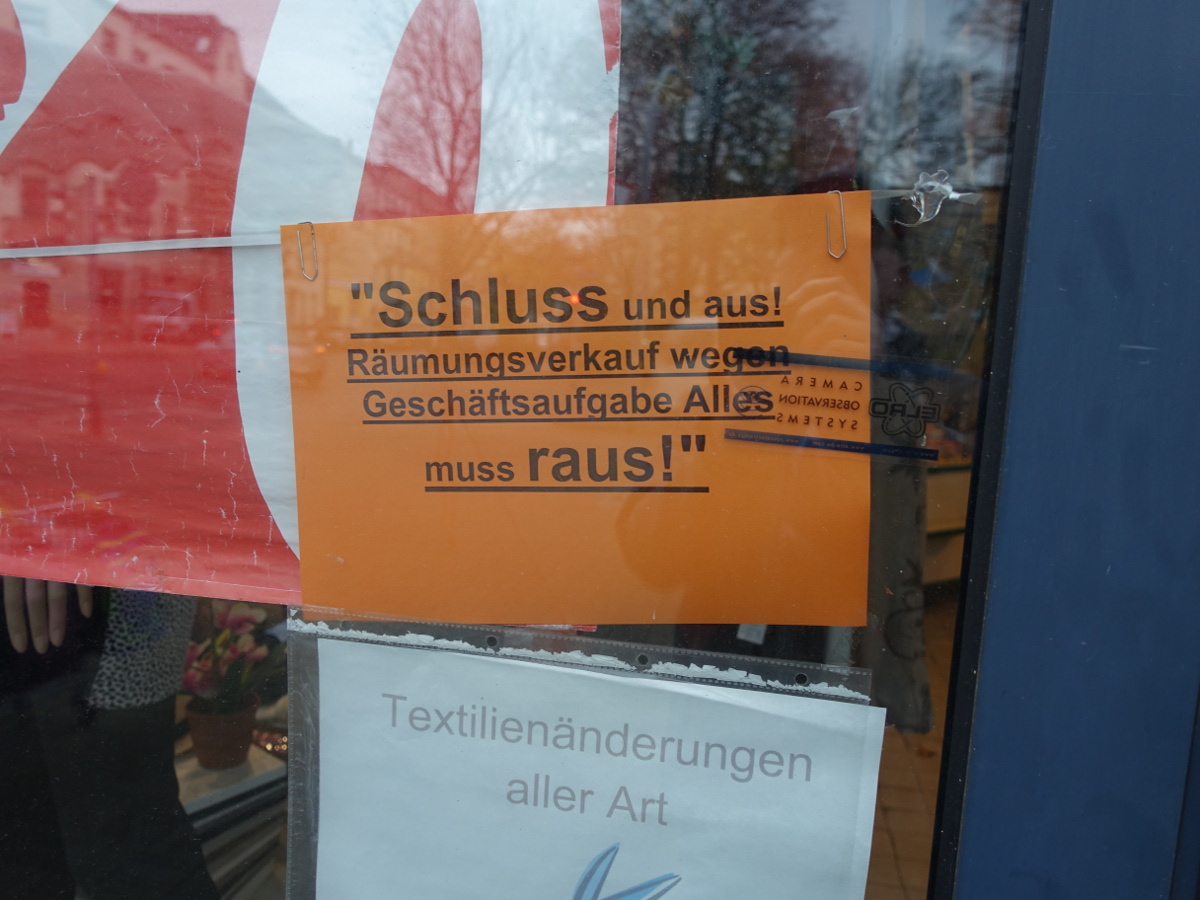 "Schluss und aus!
Räumungsverkauf wegen
Geschäftsaufgabe Alles
muss raus!"
CAMERA
OBSERVATION
SYSTEMS
ELRO
Textilienänderungen
aller Art